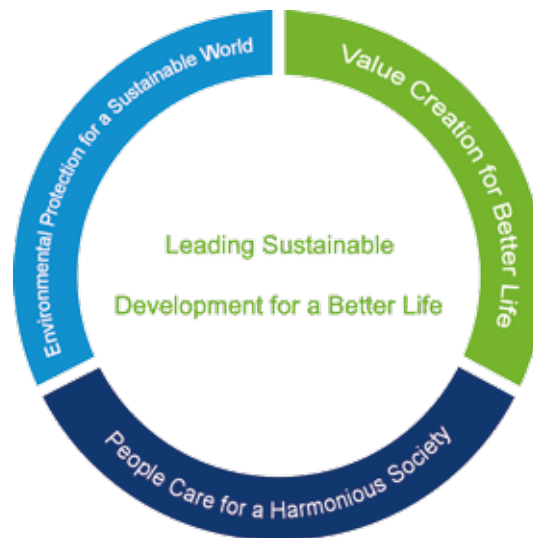 Environmental Protection for a Sustainable World
Value Creation for Better Life
Leading Sustainable
Development for a Better Life
People Care for a Harmonious Society